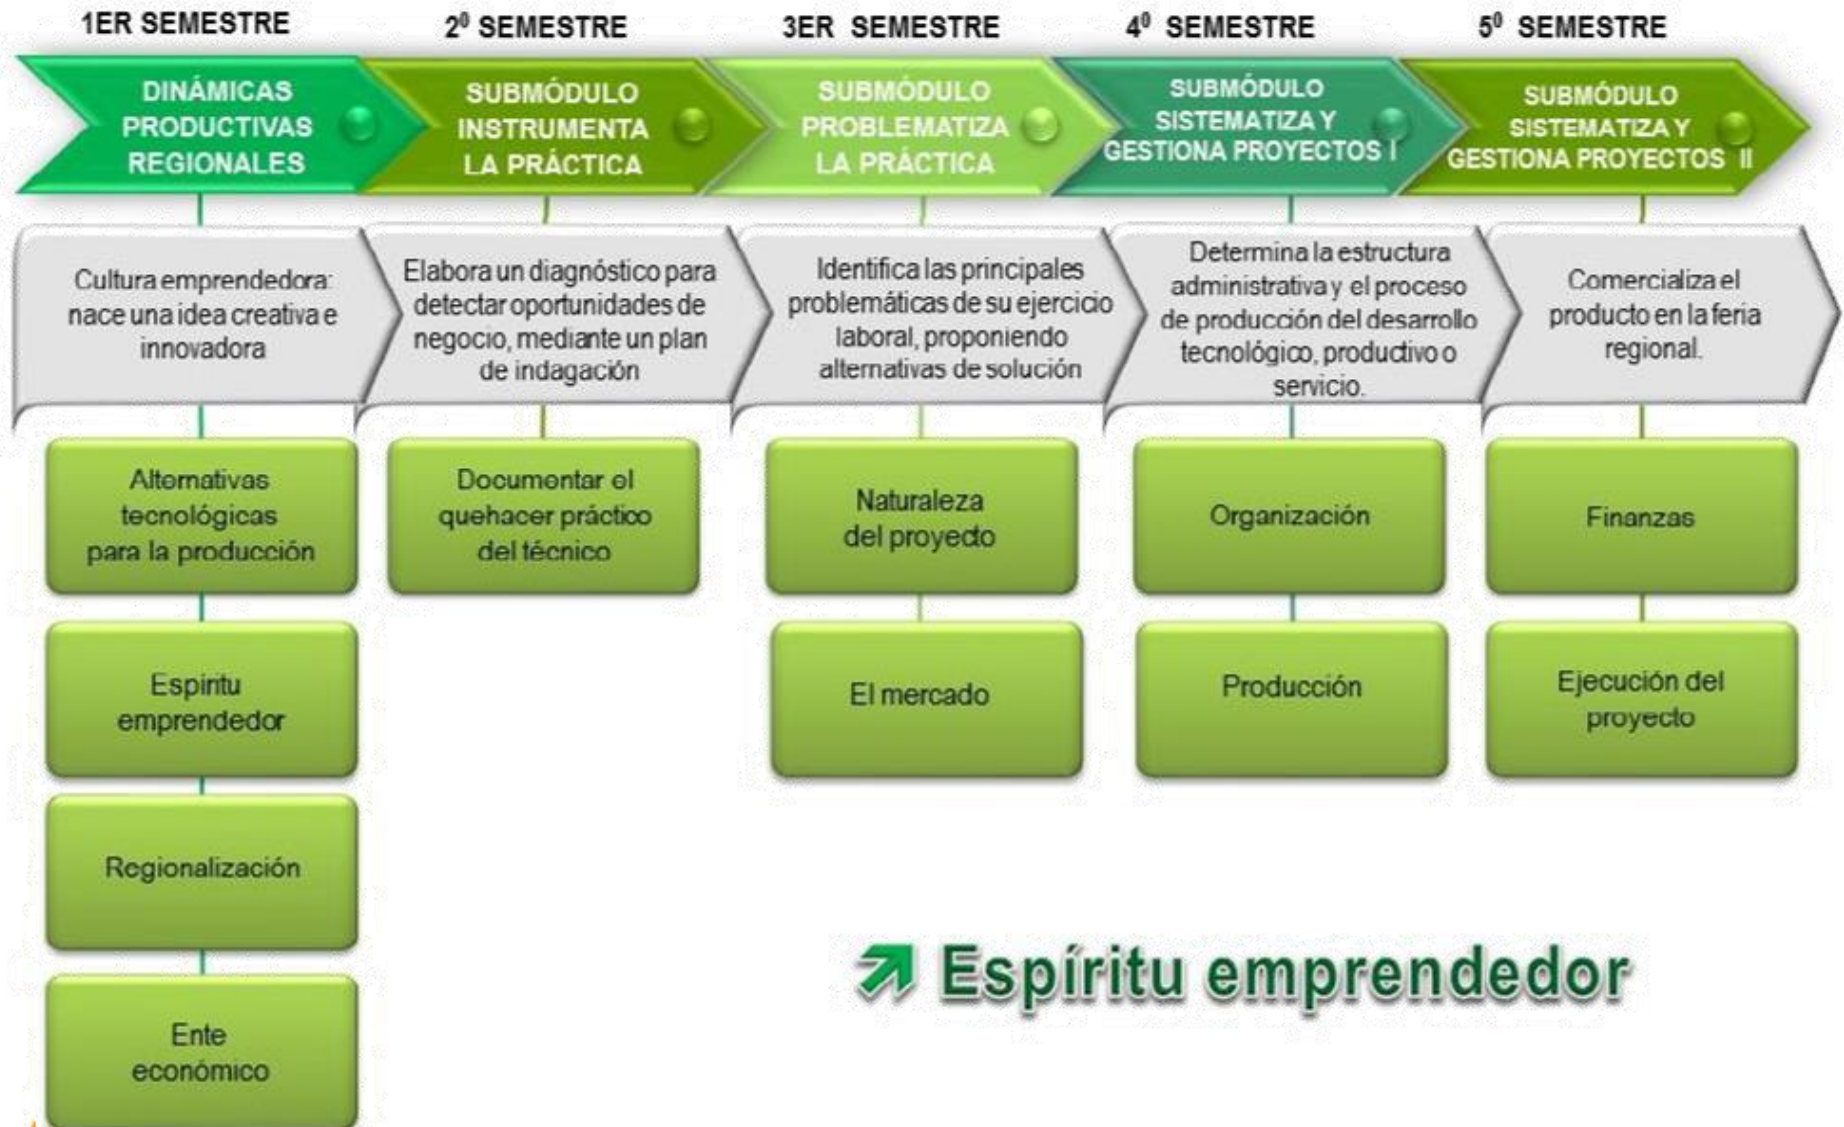 1ER SEMESTRE
DINÁMICAS
PRODUCTIVAS
REGIONALES
Cultura emprendedora:
nace una idea creativa e
innovadora
Alternativas
tecnológicas
para la producción
Espiritu
emprendedor
Regionalización
Ente
económico
2⁰ SEMESTRE
SUBMÓDULO
INSTRUMENTA
LA PRÁCTICA
Elabora un diagnóstico para
detectar oportunidades de
negocio, mediante un plan
de indagación
Documentar el
quehacer práctico
del técnico
3ER SEMESTRE
SUBMÓDULO
PROBLEMATIZA
LA PRÁCTICA
Identifica las principales
problemáticas de su ejercicio
laboral, proponiendo
alternativas de solución
Naturaleza
del proyecto
El mercado
4⁰ SEMESTRE
SUBMÓDULO
SISTEMATIZA Y
GESTIONA PROYECTOS I
Determina la estructura
administrativa y el proceso
de producción del desarrollo
tecnológico, productivo o
servicio.
Organización
Producción
5⁰ SEMESTRE
SUBMÓDULO
SISTEMATIZA Y
GESTIONA PROYECTOS II
Comercializa el
producto en la feria
regional.
Finanzas
Ejecución del
proyecto
Espíritu emprendedor